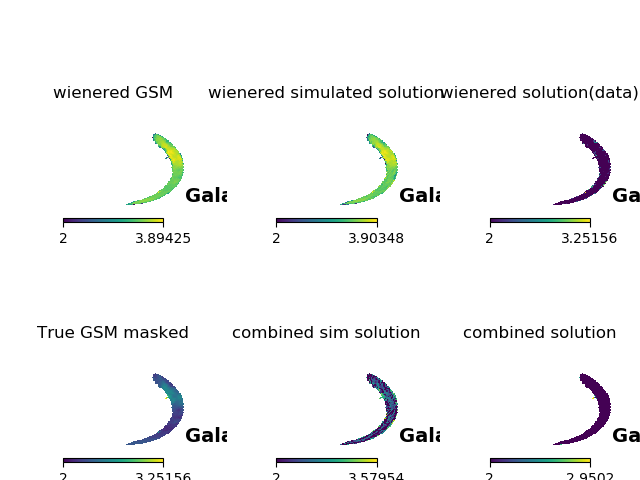 wienered GSM
wienered simulated solution
wienered solution(data)
Gala
Gala
Ga
2 3.89425
2 3.90348
2 3.25156
True GSM masked
combined sim solution
combined solution
Gala
Gala
Ga
2 3.25156
2 3.57954
2 2.9502